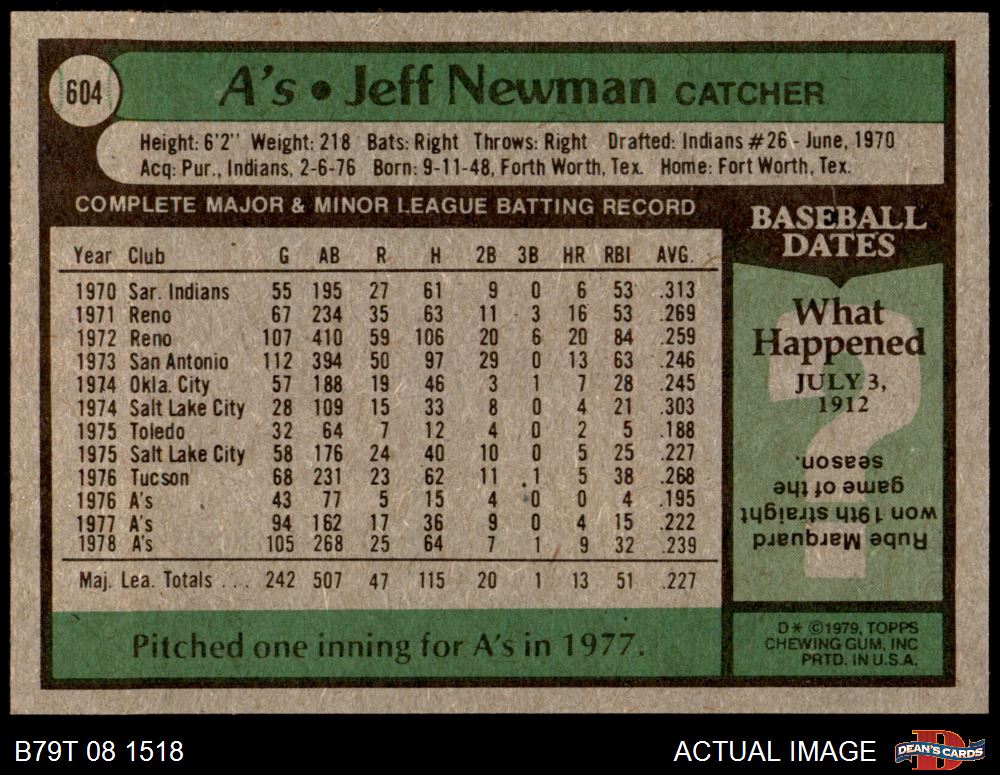 604
A's • Jeff Newman CATCHER
Height: 6'2" Weight: 218 Bats: Right Throws: Right Drafted: Indians #26 - June, 1970
Acq: Pur., Indians, 2-6-76 Born: 9-11-48, Forth Worth, Tex. Home: Fort Worth, Tex.
COMPLETE MAJOR & MINOR LEAGUE BATTING RECORD
Year Club G AB R H 2B 3B HR RBI AVG.
1970 Sar. Indians 55 195 27 61 9 0 6 53 .313
1971 Reno 67 234 35 63 11 3 16 53 .269
1972 Reno 107 410 59 106 20 6 20 84 .259
1973 San Antonio 112 394 50 97 29 0 13 63 .246
1974 Okla. City 57 188 19 46 3 1 7 28 .245
1974 Salt Lake City 28 109 15 33 8 0 4 21 .303
1975 Toledo 32 64 7 12 4 0 2 5 .188
1975 Salt Lake City 58 176 24 40 10 0 5 25 .227
1976 Tucson 68 231 23 62 11 1 5 38 .268
1976 A's 43 77 5 15 4 0 0 4 .195
1977 A's 94 162 17 36 9 0 4 15 .222
1978 A's 105 268 25 64 7 1 9 32 .239
Maj. Lea. Totals . . . 242 507 47 115 20 1 13 51 .227
Pitched one inning for A's in 1977.
BASEBALL
DATES
What
Happened
JULY 3,
1912
Rube Marquard
won 19th straight
game of the
season.
D* ©1979, TOPPS
CHEWING GUM, INC
PRTD. IN U.S.A.
B79T 08 1518
ACTUAL IMAGE
DEAN'S CARDS